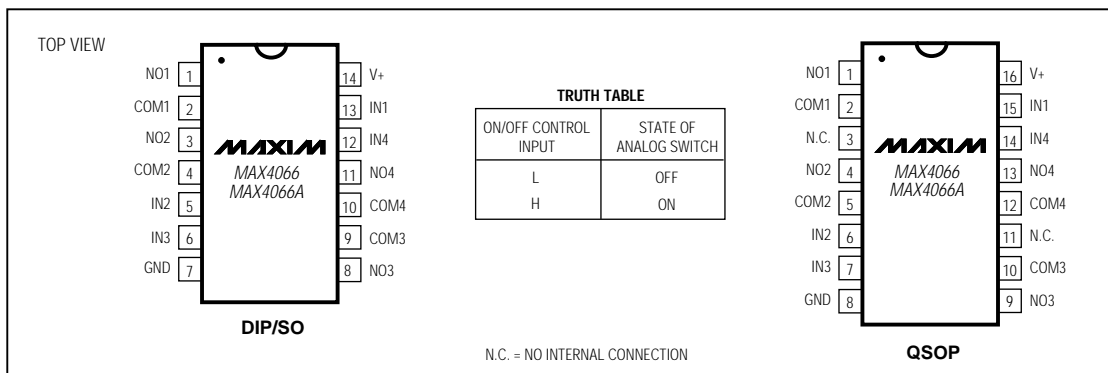 TOP VIEW
NO1 1
COM1 2
NO2 3
COM2 4
IN2 5
IN3 6
GND 7
14 V+
13 IN1
12 IN4
11 NO4
10 COM4
9 COM3
8 NO3
MAXIM
MAX4066
MAX4066A
DIP/SO
TRUTH TABLE
ON/OFF CONTROL INPUT
STATE OF ANALOG SWITCH
L OFF
H ON
N.C. = NO INTERNAL CONNECTION
NO1 1
COM1 2
N.C. 3
NO2 4
COM2 5
IN2 6
IN3 7
GND 8
16 V+
15 IN1
14 IN4
13 NO4
12 COM4
11 N.C.
10 COM3
9 NO3
MAXIM
MAX4066
MAX4066A
QSOP